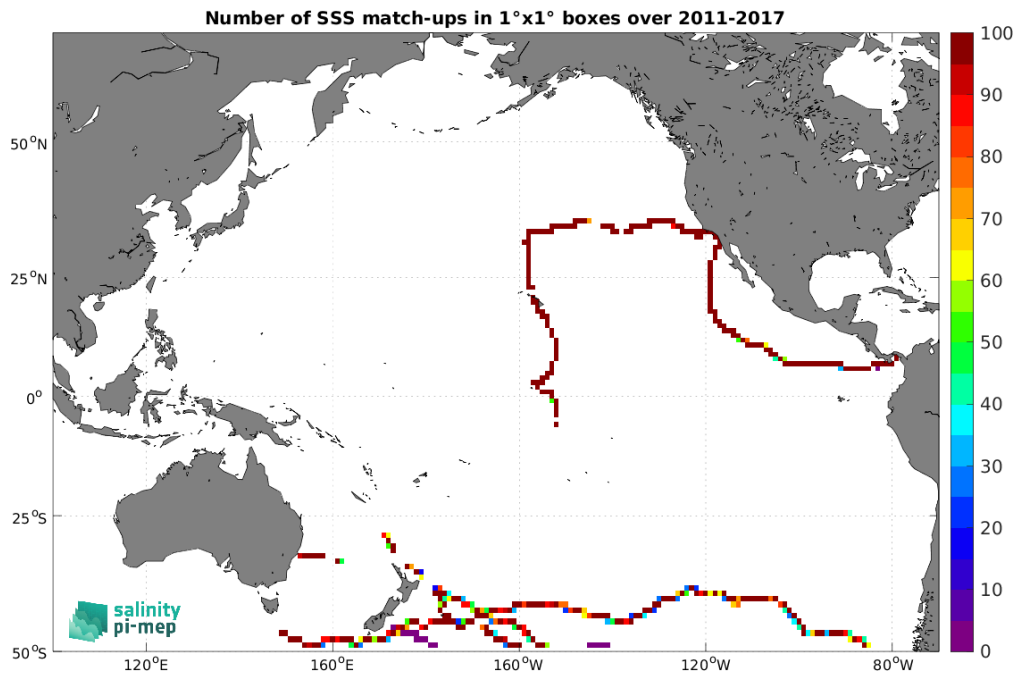 Number of SSS match-ups in 1°x1° boxes over 2011-2017
50°N
25°N
0°
25°S
50°S
120°E
160°E
160°W
120°W
80°W
100
90
80
70
60
50
40
30
20
10
0
salinity
pi-mep